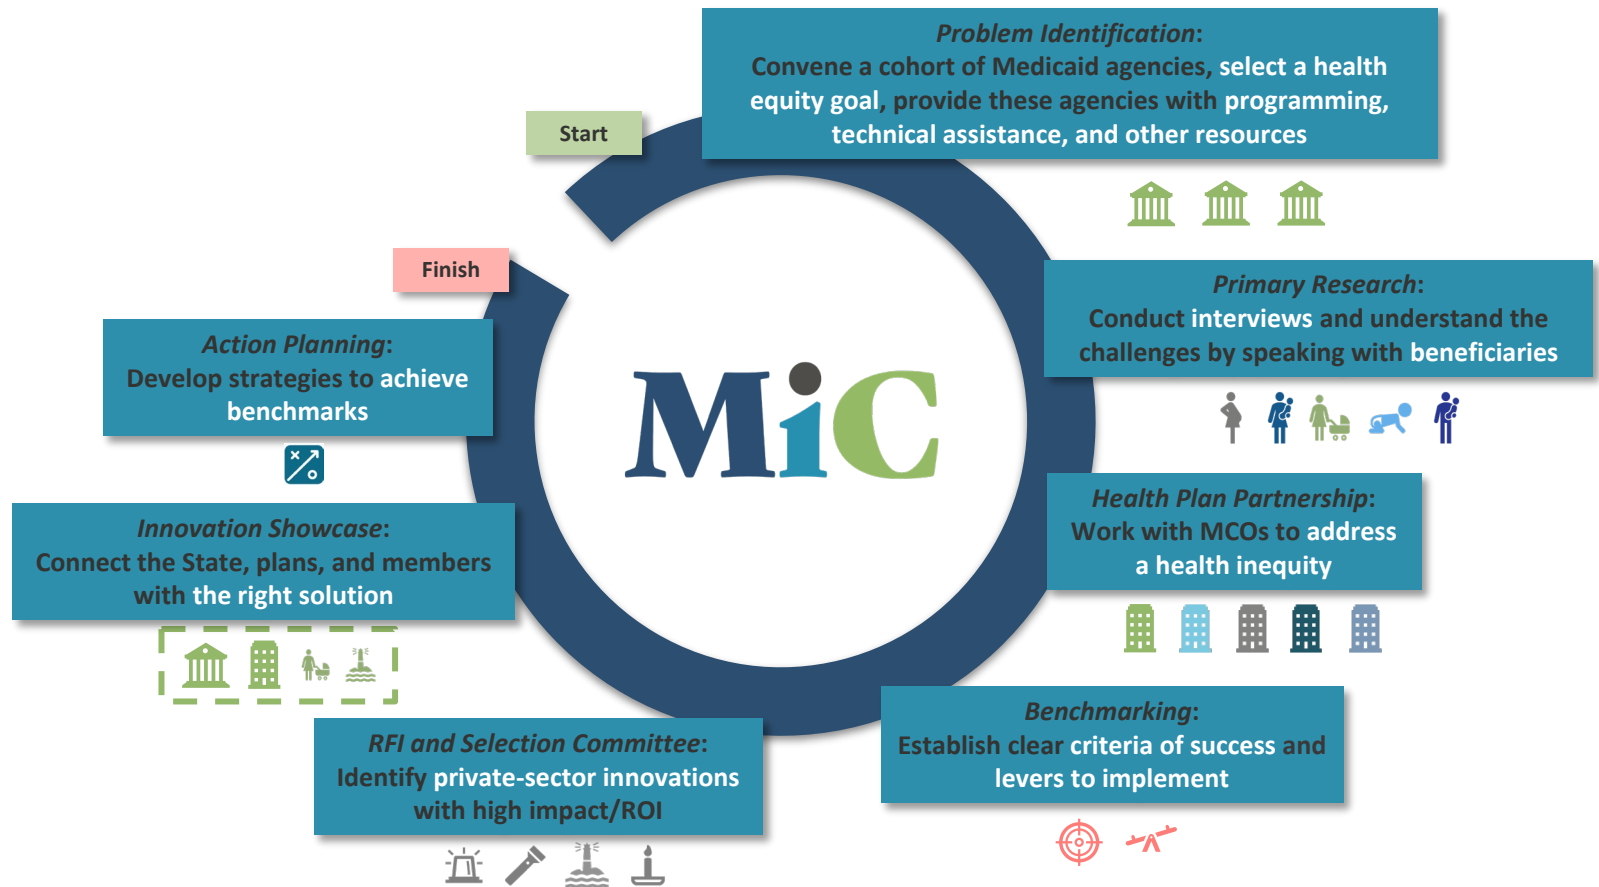 Start
Problem Identification:
Convene a cohort of Medicaid agencies, select a health
equity goal, provide these agencies with programming,
technical assistance, and other resources
Primary Research:
Conduct interviews and understand the
challenges by speaking with beneficiaries
Health Plan Partnership:
Work with MCOs to address
a health inequity
Benchmarking:
Establish clear criteria of success and
levers to implement
RFI and Selection Committee:
Identify private-sector innovations
with high impact/ROI
Innovation Showcase:
Connect the State, plans, and members
with the right solution
Action Planning:
Develop strategies to achieve
benchmarks
Finish
MiC